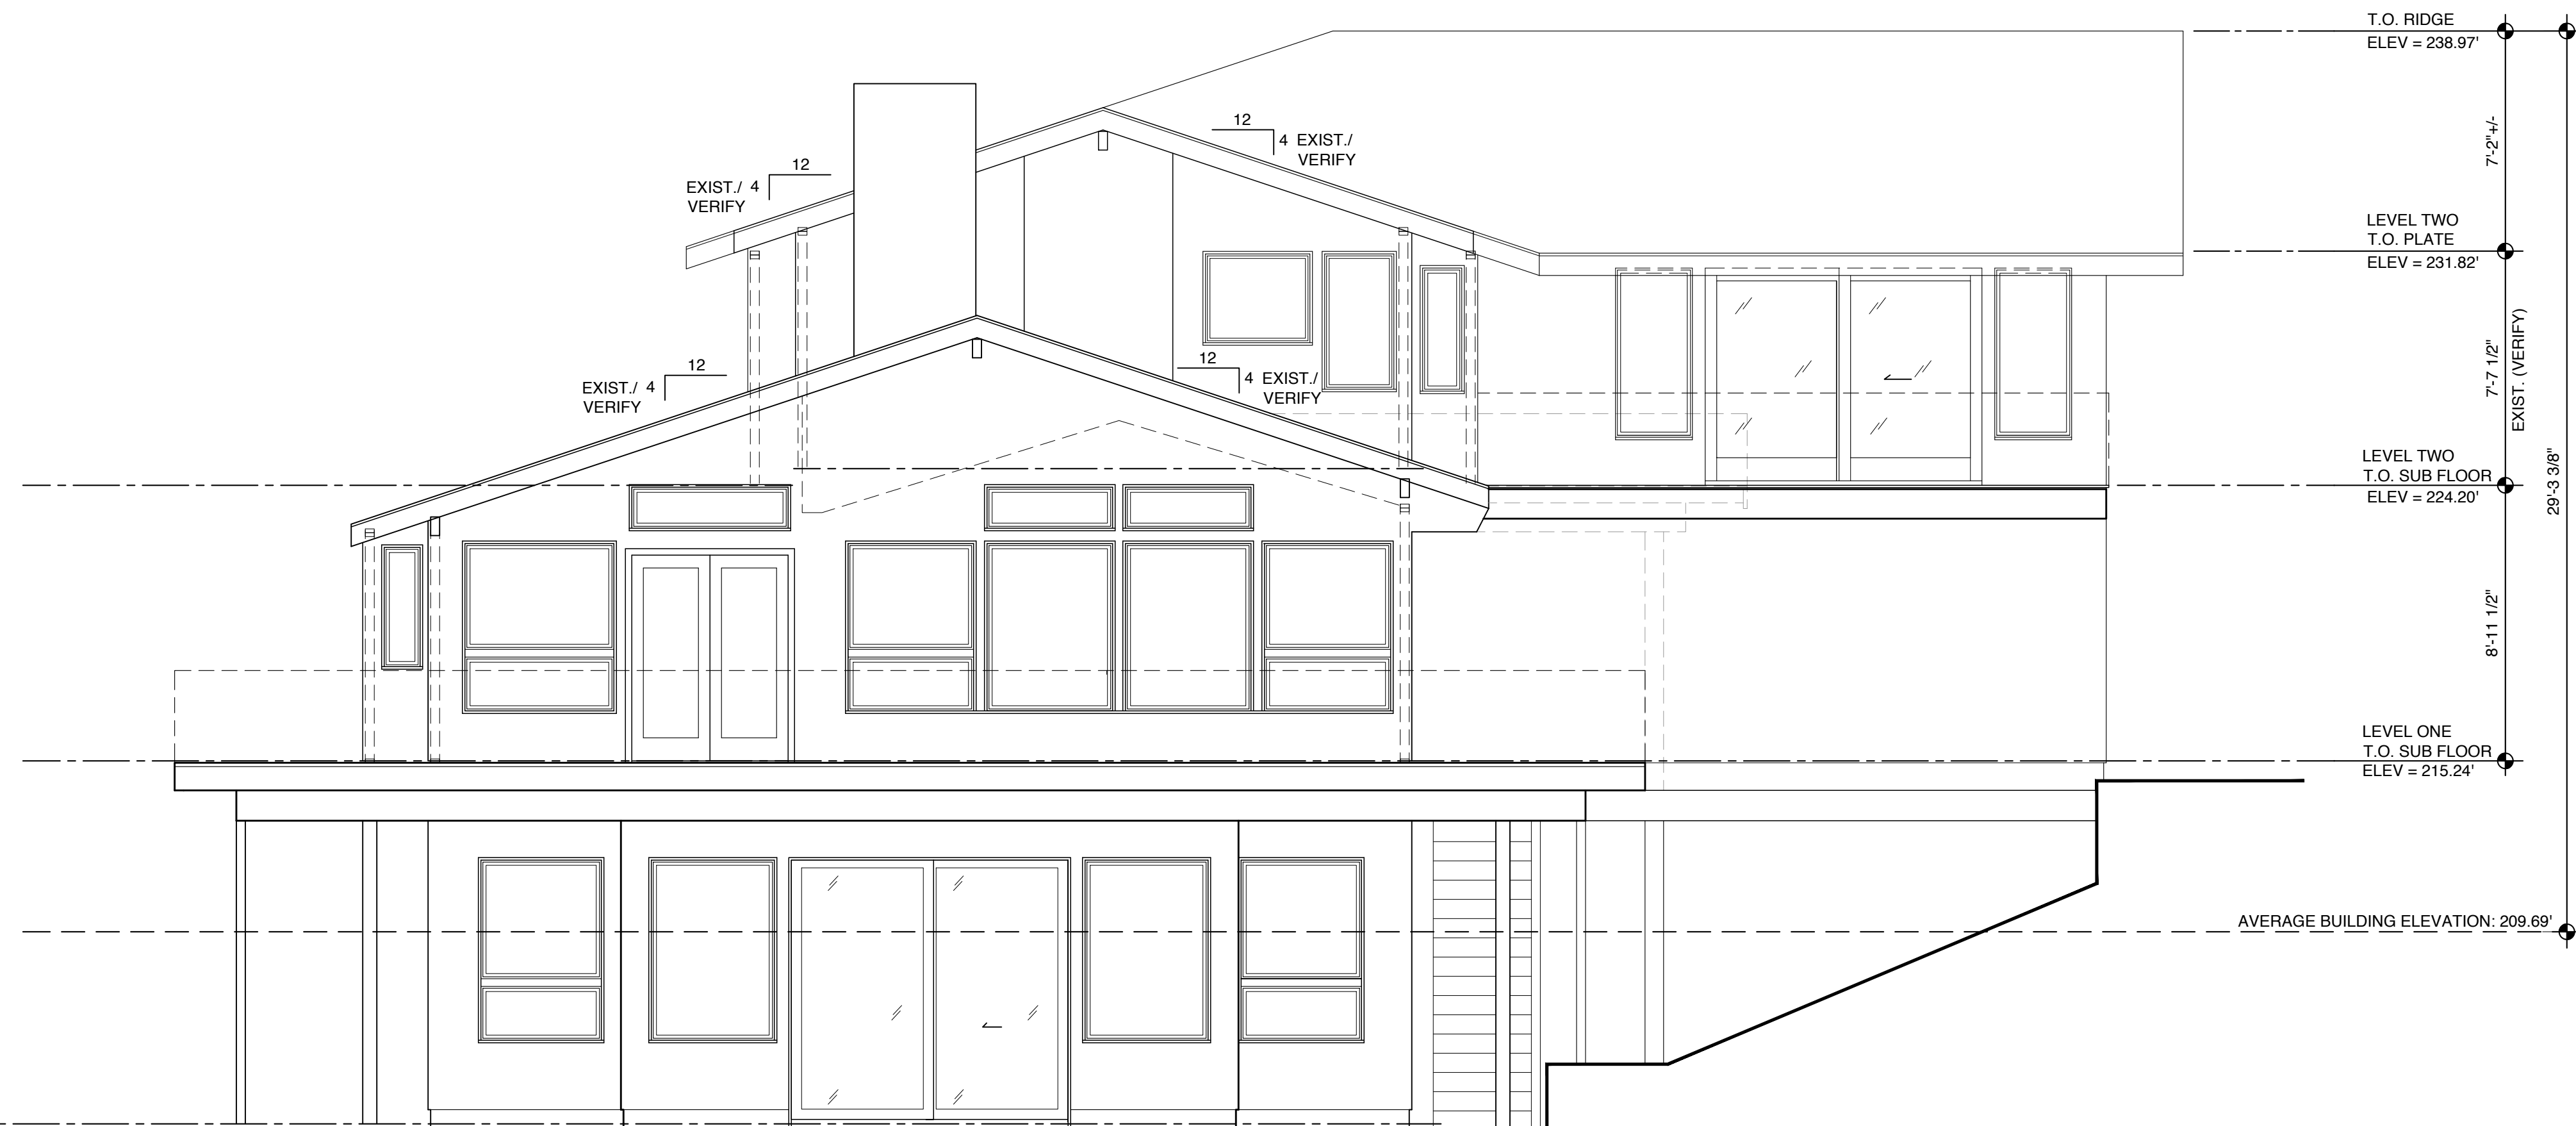 T.O. RIDGE
ELEV = 238.97'
12
4 EXIST./
VERIFY
12
EXIST./ 4
VERIFY
7'-2"+/-
LEVEL TWO
T.O. PLATE
ELEV = 231.82'
12
EXIST./ 4
VERIFY
12
4 EXIST./
VERIFY
7'-7 1/2"
EXIST. (VERIFY)
LEVEL TWO
T.O. SUB FLOOR
ELEV = 224.20'
29'-3 3/8"
8'-11 1/2"
LEVEL ONE
T.O. SUB FLOOR
ELEV = 215.24'
AVERAGE BUILDING ELEVATION: 209.69'